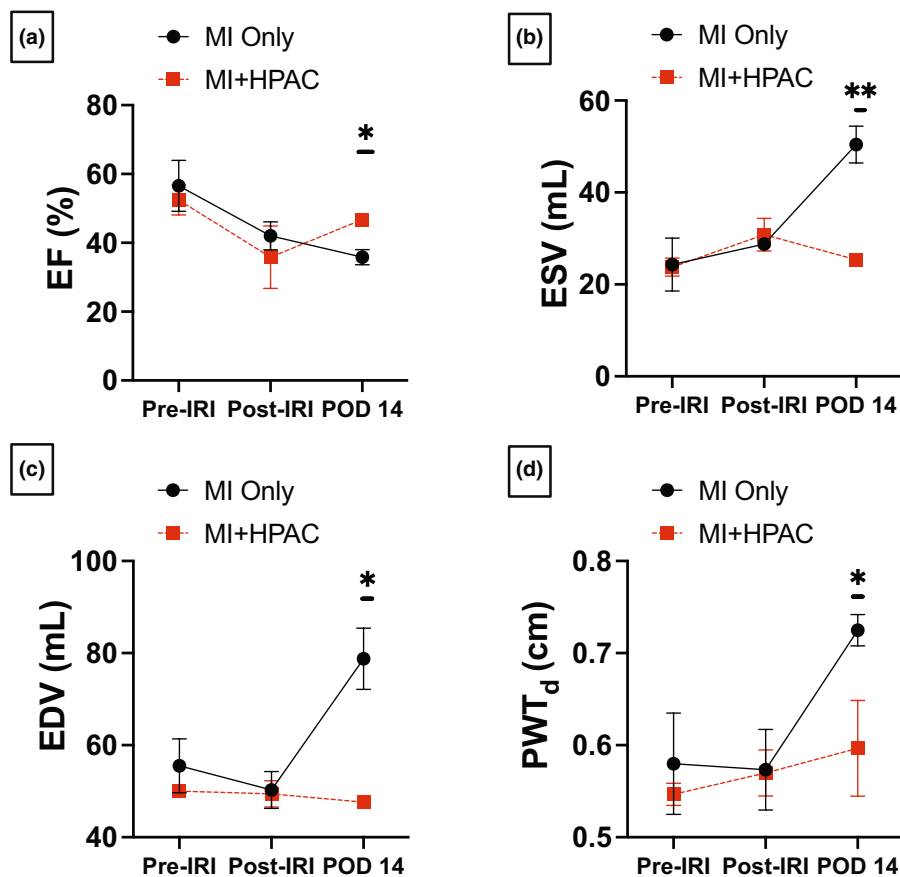 (a)
MI Only
MI+HPAC
EF (%)
80
60
40
20
0
*
Pre-IRI Post-IRI POD 14
(b)
MI Only
MI+HPAC
ESV (mL)
60
40
20
0
**
Pre-IRI Post-IRI POD 14
(c)
MI Only
MI+HPAC
EDV (mL)
100
80
60
40
*
Pre-IRI Post-IRI POD 14
(d)
MI Only
MI+HPAC
PWTd (cm)
0.8
0.7
0.6
0.5
*
Pre-IRI Post-IRI POD 14